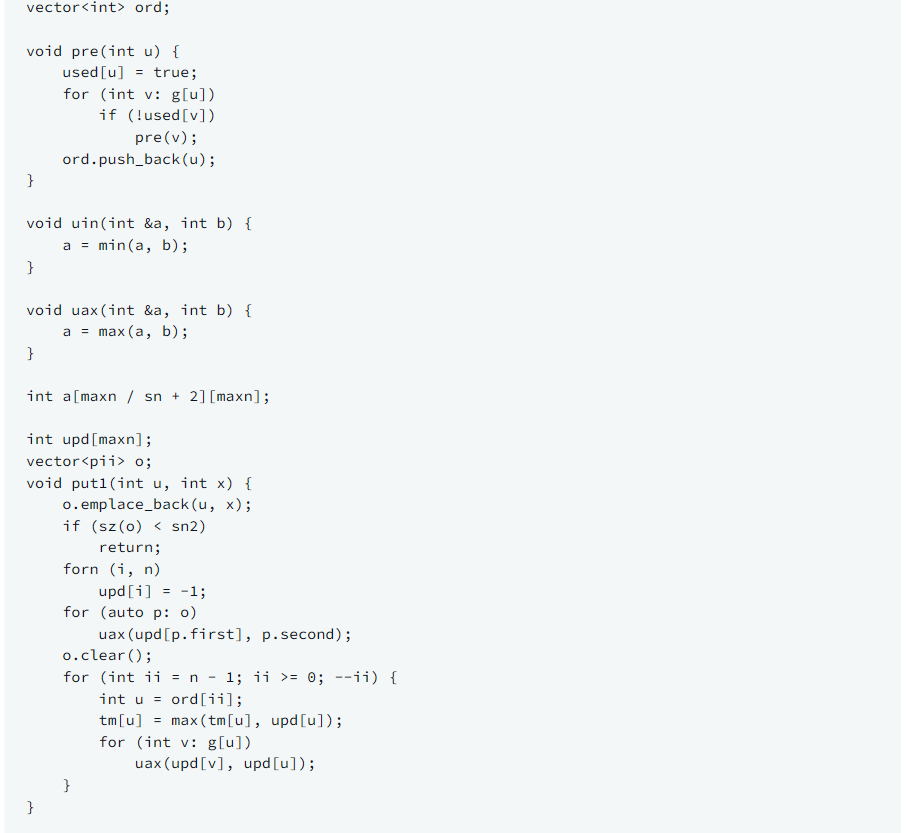 vector<int> ord;

void pre(int u) {
    used[u] = true;
    for (int v: g[u])
        if (!used[v])
            pre(v);
    ord.push_back(u);
}

void uin(int &a, int b) {
    a = min(a, b);
}

void uax(int &a, int b) {
    a = max(a, b);
}

int a[maxn / sn + 2][maxn];

int upd[maxn];
vector<pii> o;
void put1(int u, int x) {
    o.emplace_back(u, x);
    if (sz(o) < sn2)
        return;
    forn (i, n)
        upd[i] = -1;
    for (auto p: o)
        uax(upd[p.first], p.second);
    o.clear();
    for (int ii = n - 1; ii >= 0; --ii) {
        int u = ord[ii];
        tm[u] = max(tm[u], upd[u]);
        for (int v: g[u])
            uax(upd[v], upd[u]);
    }
}